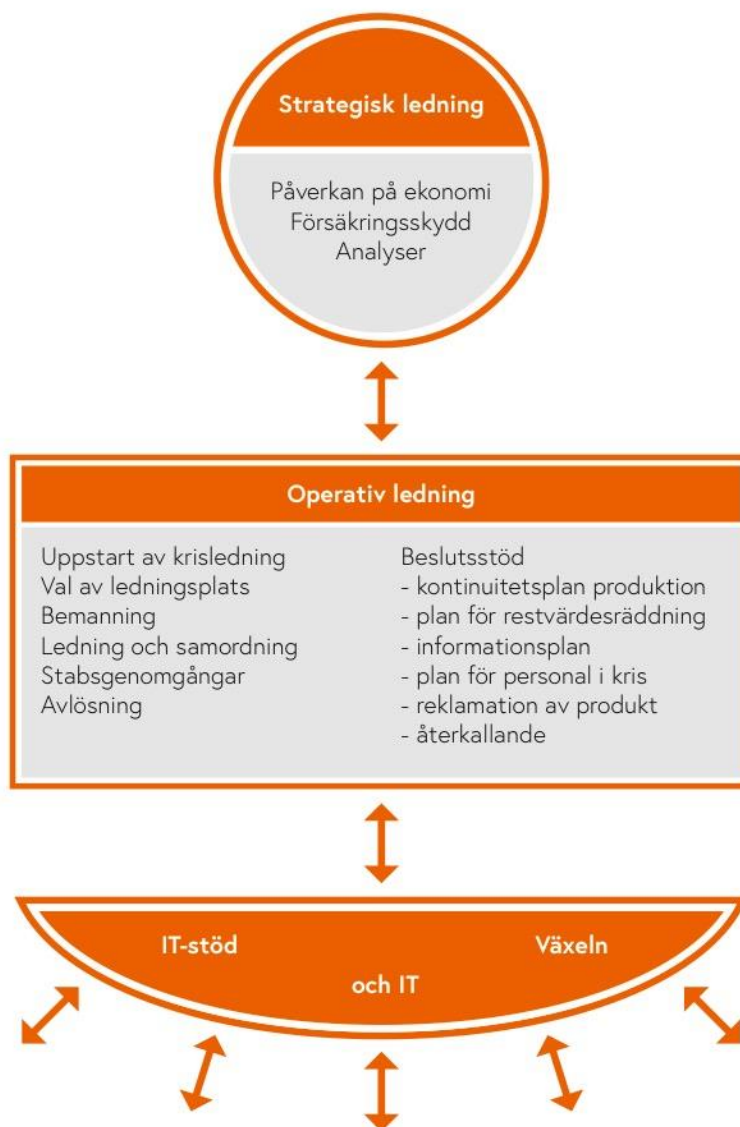 Strategisk ledning
Påverkan på ekonomi
Försäkringsskydd
Analyser
Operativ ledning
Uppstart av krisledning
Val av ledningsplats
Bemanning
Ledning och samordning
Stabsgenomgångar
Avlösning
Beslutsstöd
- kontinuitetsplan produktion
- plan för restvärdesräddning
- informationsplan
- plan för personal i kris
- reklamation av produkt
- återkallande
IT-stöd
Växeln
och IT